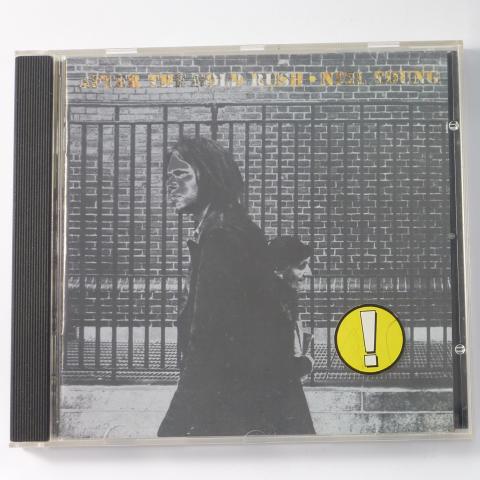 AFTER THE GOLD RUSH • NEIL YOUNG
!